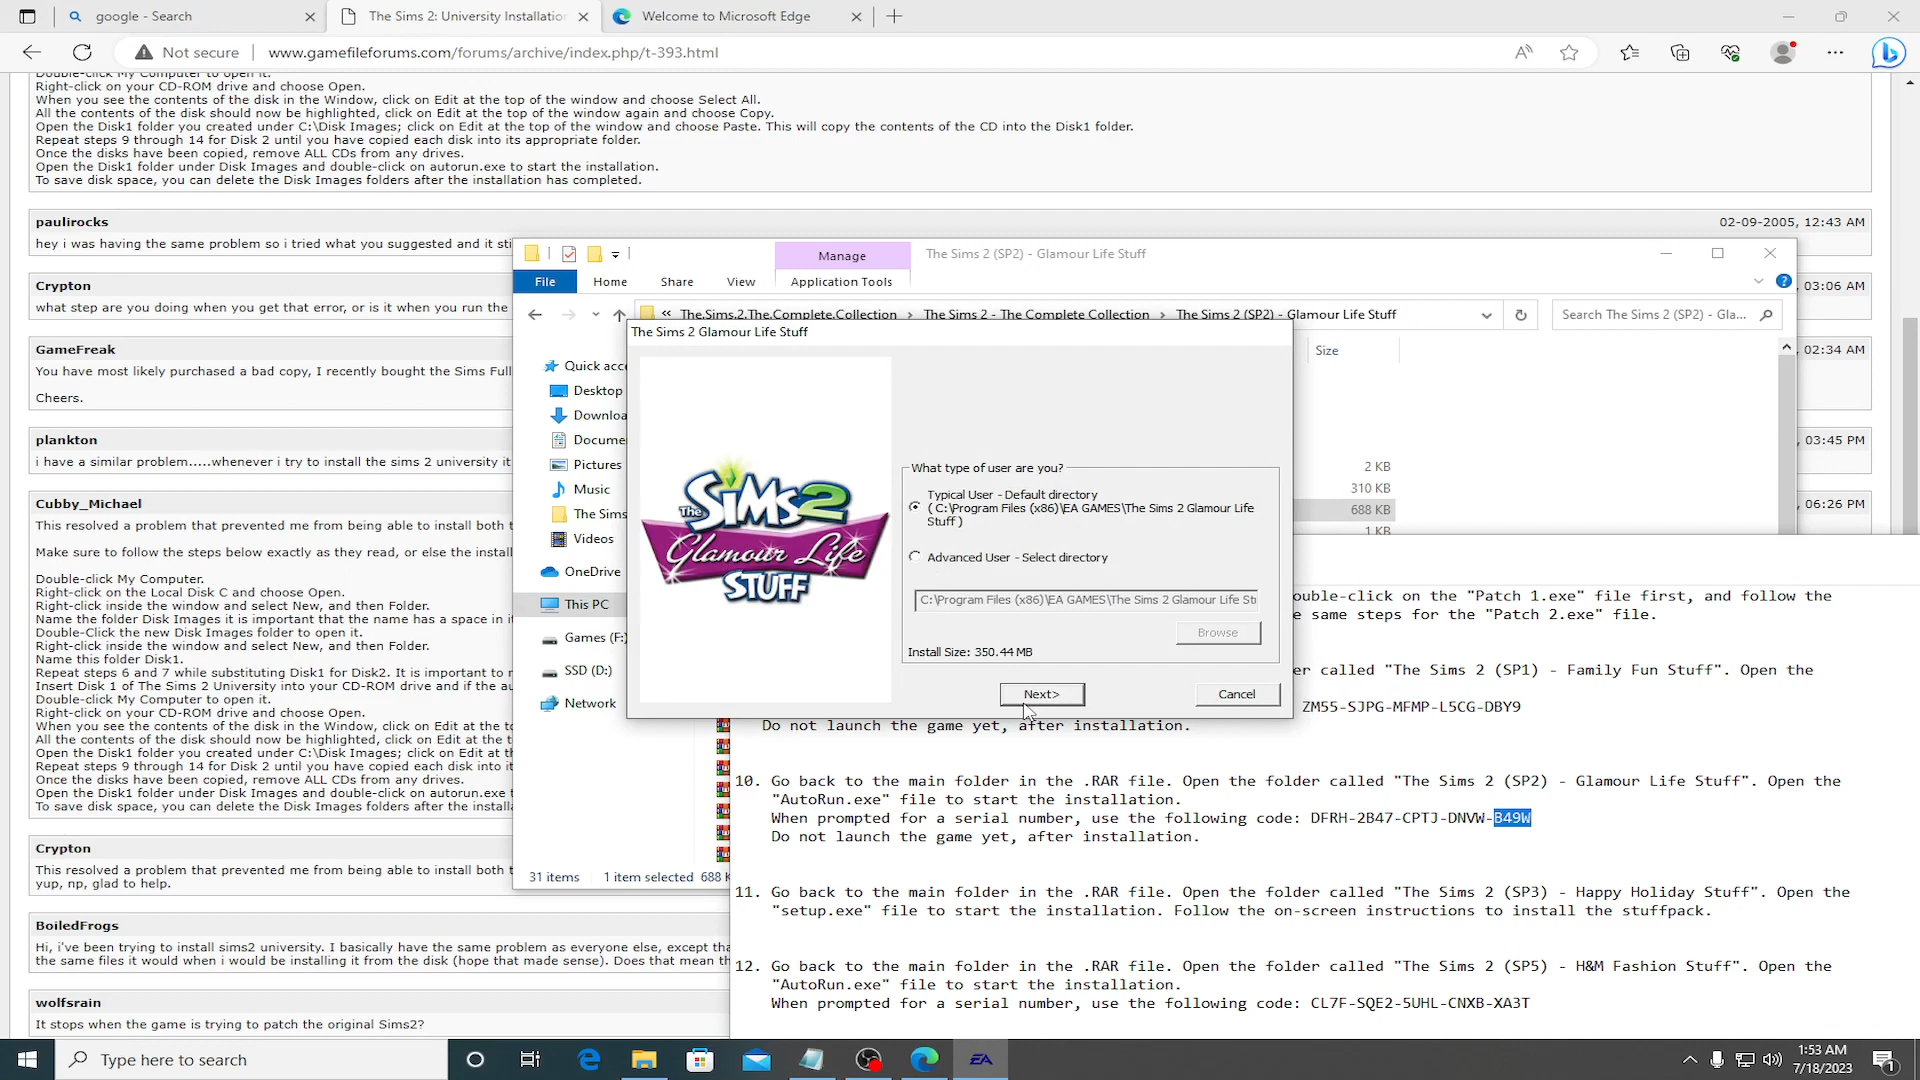 google - Search
The Sims 2: University Installation
Welcome to Microsoft Edge
Not secure
www.gamefileforums.com/forums/archive/index.php/t-393.html
Double-click My Computer to open it.
Right-click on your CD-ROM drive and choose Open.
When you see the contents of the disk in the Window, click on Edit at the top of the window and choose Select All.
All the contents of the disk should now be highlighted, click on Edit at the top of the window again and choose Copy.
Open the Disk1 folder you created under C:\Disk Images; click on Edit at the top of the window and choose Paste. This will copy the contents of the CD into the Disk1 folder.
Repeat steps 9 through 14 for Disk 2 until you have copied each disk into its appropriate folder.
Once the disks have been copied, remove ALL CDs from any drives.
Open the Disk1 folder under Disk Images and double-click on autorun.exe to start the installation.
To save disk space, you can delete the Disk Images folders after the installation has completed.
paulirocks
02-09-2005, 12:43 AM
hey i was having the same problem so i tried what you suggested and it sti
Crypton
, 03:06 AM
what step are you doing when you get that error, or is it when you run the
GameFreak
, 02:34 AM
You have most likely purchased a bad copy, I recently bought the Sims Full
Cheers.
plankton
, 03:45 PM
i have a similar problem.....whenever i try to install the sims 2 university it
Cubby_Michael
, 06:26 PM
This resolved a problem that prevented me from being able to install both t
Make sure to follow the steps below exactly as they read, or else the install
Double-click My Computer.
Right-click on the Local Disk C and choose Open.
Right-click inside the window and select New, and then Folder.
Name the folder Disk Images it is important that the name has a space in it
Double-Click the new Disk Images folder to open it.
Right-click inside the window and select New, and then Folder.
Name this folder Disk1.
Repeat steps 6 and 7 while substituting Disk1 for Disk2. It is important to r
Insert Disk 1 of The Sims 2 University into your CD-ROM drive and if the au
Double-click My Computer to open it.
Right-click on your CD-ROM drive and choose Open.
When you see the contents of the disk in the Window, click on Edit at the to
All the contents of the disk should now be highlighted, click on Edit at the t
Open the Disk1 folder you created under C:\Disk Images; click on Edit at t
Repeat steps 9 through 14 for Disk 2 until you have copied each disk into it
Once the disks have been copied, remove ALL CDs from any drives.
Open the Disk1 folder under Disk Images and double-click on autorun.exe t
To save disk space, you can delete the Disk Images folders after the installa
Crypton
This resolved a problem that prevented me from being able to install both t
yup, np, glad to help.
BoiledFrogs
Hi, i've been trying to install sims2 university. I basically have the same problem as everyone else, except tha
the same files it would when i would be installing it from the disk (hope that made sense). Does that mean th
wolfsrain
It stops when the game is trying to patch the original Sims2?
Manage
The Sims 2 (SP2) - Glamour Life Stuff
File
Home
Share
View
Application Tools
« The.Sims.2.The.Complete.Collection › The Sims 2 - The Complete Collection › The Sims 2 (SP2) - Glamour Life Stuff
Search The Sims 2 (SP2) - Gla...
Size
Quick acce
Desktop
Downloa
Docume
Pictures
Music
The Sims
Videos
OneDrive
This PC
Games (F:)
SSD (D:)
Network
2 KB
310 KB
688 KB
1 KB
31 items
1 item selected 688 K
The Sims 2 Glamour Life Stuff
The Sims 2
Glamour Life
STUFF
What type of user are you?
Typical User - Default directory
( C:\Program Files (x86)\EA GAMES\The Sims 2 Glamour Life
Stuff )
Advanced User - Select directory
C:\Program Files (x86)\EA GAMES\The Sims 2 Glamour Life Stu
Browse
Install Size: 350.44 MB
Next>
Cancel
ouble-click on the "Patch 1.exe" file first, and follow the
e same steps for the "Patch 2.exe" file.
er called "The Sims 2 (SP1) - Family Fun Stuff". Open the
ZM55-SJPG-MFMP-L5CG-DBY9
Do not launch the game yet, after installation.
10. Go back to the main folder in the .RAR file. Open the folder called "The Sims 2 (SP2) - Glamour Life Stuff". Open the
"AutoRun.exe" file to start the installation.
When prompted for a serial number, use the following code: DFRH-2B47-CPTJ-DNVW-B49W
Do not launch the game yet, after installation.
11. Go back to the main folder in the .RAR file. Open the folder called "The Sims 2 (SP3) - Happy Holiday Stuff". Open the
"setup.exe" file to start the installation. Follow the on-screen instructions to install the stuffpack.
12. Go back to the main folder in the .RAR file. Open the folder called "The Sims 2 (SP5) - H&M Fashion Stuff". Open the
"AutoRun.exe" file to start the installation.
When prompted for a serial number, use the following code: CL7F-SQE2-5UHL-CNXB-XA3T
Type here to search
EA
1:53 AM
7/18/2023
1